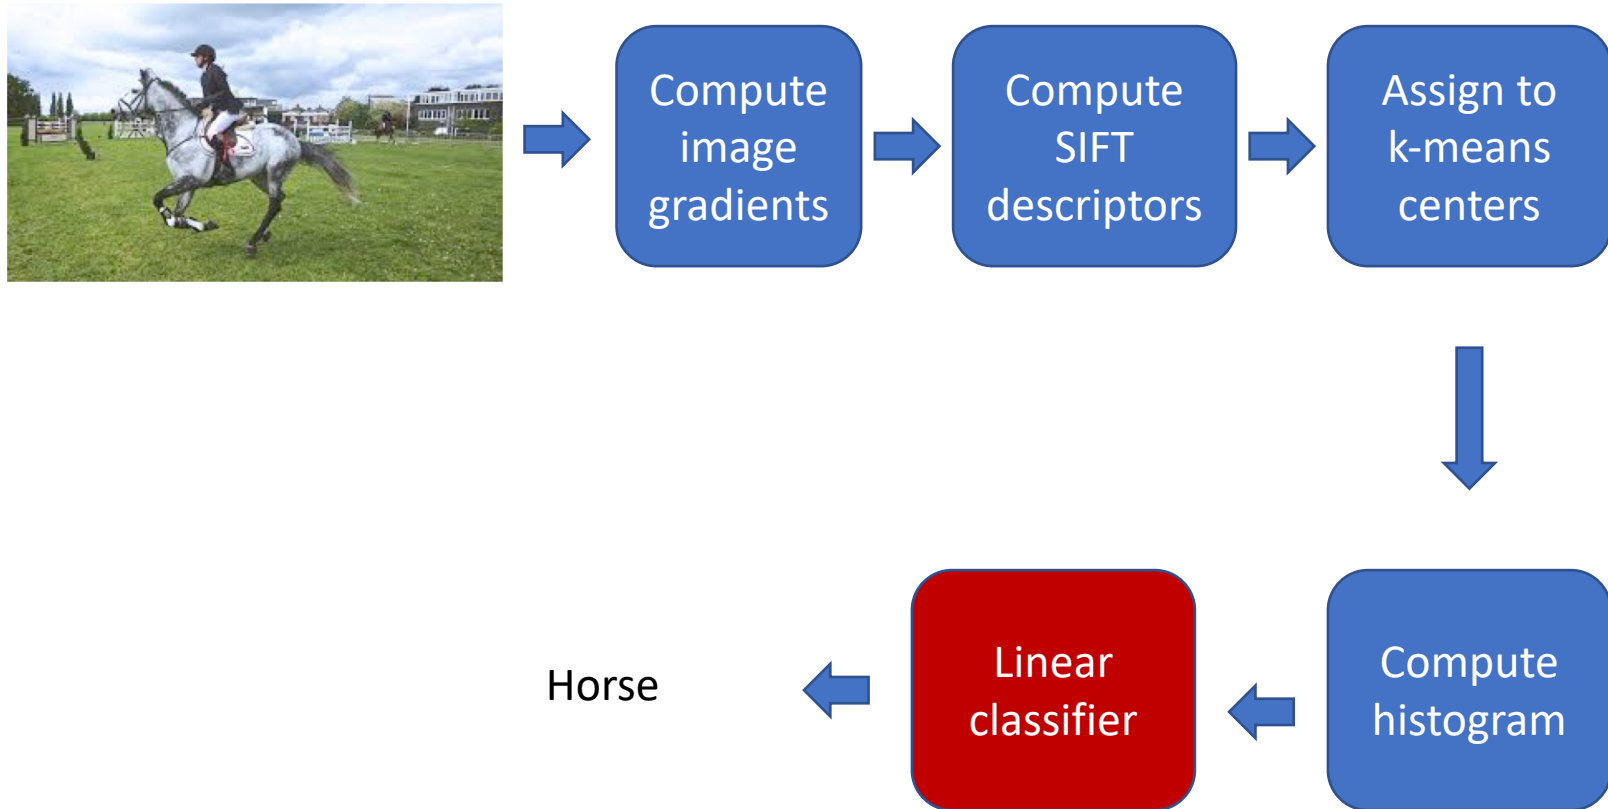 Compute
image
gradients
Compute
SIFT
descriptors
Assign to
k-means
centers
Compute
histogram
Linear
classifier
Horse